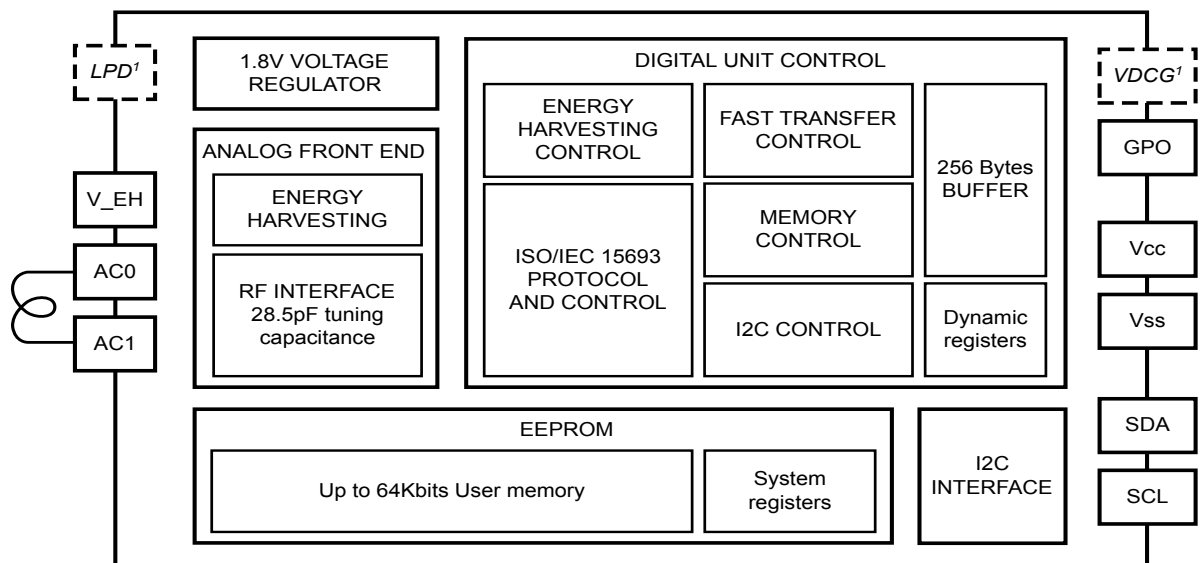 LPD¹
V_EH
AC0
AC1
1.8V VOLTAGE
REGULATOR
ANALOG FRONT END
ENERGY
HARVESTING
RF INTERFACE
28.5pF tuning
capacitance
DIGITAL UNIT CONTROL
ENERGY
HARVESTING
CONTROL
ISO/IEC 15693
PROTOCOL
AND CONTROL
FAST TRANSFER
CONTROL
MEMORY
CONTROL
I2C CONTROL
256 Bytes
BUFFER
Dynamic
registers
EEPROM
Up to 64Kbits User memory
System
registers
I2C
INTERFACE
VDCG¹
GPO
Vcc
Vss
SDA
SCL